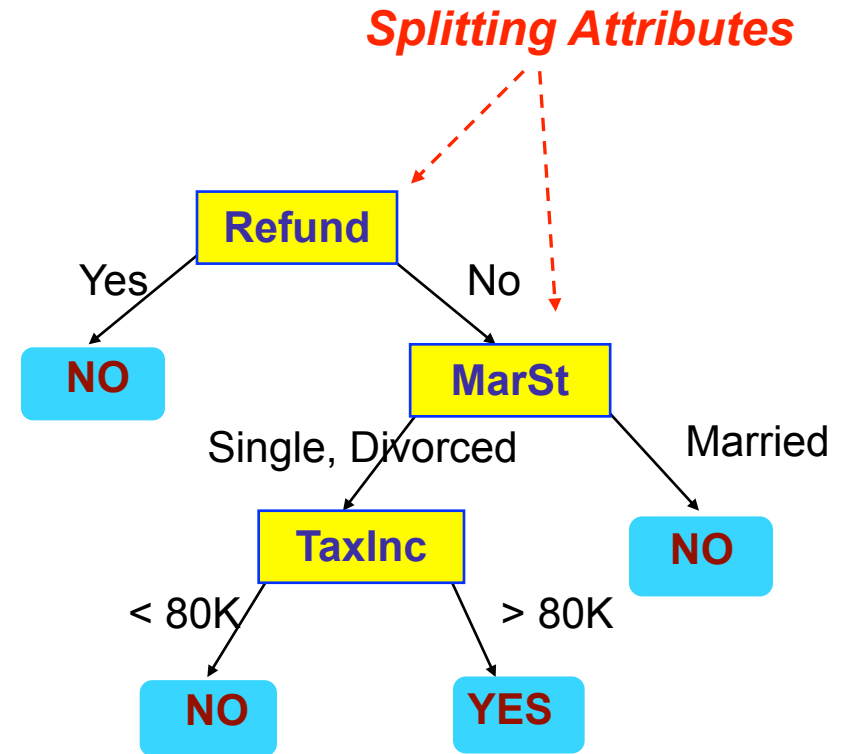 Splitting Attributes
Refund
Yes
No
NO
MarSt
Single, Divorced
Married
TaxInc
NO
< 80K
> 80K
NO
YES